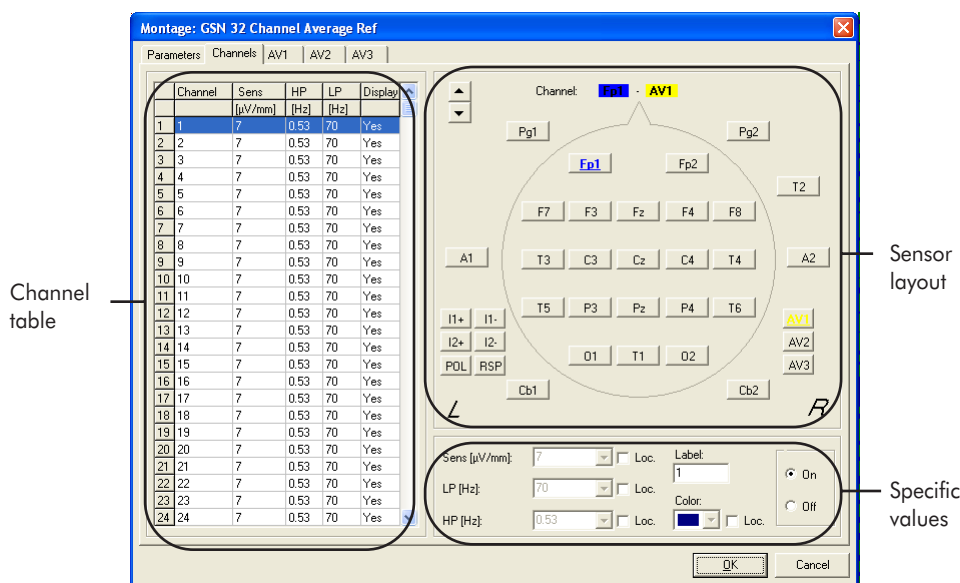 Montage: GSN 32 Channel Average Ref
Parameters Channels AV1 AV2 AV3
Channel Sens HP LP Display
[µV/mm] [Hz] [Hz]
1 1 7 0.53 70 Yes
2 2 7 0.53 70 Yes
3 3 7 0.53 70 Yes
4 4 7 0.53 70 Yes
5 5 7 0.53 70 Yes
6 6 7 0.53 70 Yes
7 7 7 0.53 70 Yes
8 8 7 0.53 70 Yes
9 9 7 0.53 70 Yes
10 10 7 0.53 70 Yes
11 11 7 0.53 70 Yes
12 12 7 0.53 70 Yes
13 13 7 0.53 70 Yes
14 14 7 0.53 70 Yes
15 15 7 0.53 70 Yes
16 16 7 0.53 70 Yes
17 17 7 0.53 70 Yes
18 18 7 0.53 70 Yes
19 19 7 0.53 70 Yes
20 20 7 0.53 70 Yes
21 21 7 0.53 70 Yes
22 22 7 0.53 70 Yes
23 23 7 0.53 70 Yes
24 24 7 0.53 70 Yes
Channel: Fp1 - AV1
Pg1 Pg2
Fp1 Fp2
T2
F7 F3 Fz F4 F8
A1 T3 C3 Cz C4 T4 A2
T5 P3 Pz P4 T6
I1+ I1- AV1
I2+ I2- AV2
O1 T1 O2
POL RSP AV3
Cb1 Cb2
L R
Sens [µV/mm]: 7 Loc. Label:
1
On
LP [Hz]: 70 Loc.
Color:
Off
HP [Hz]: 0.53 Loc. Loc.
OK Cancel
Channel
table
Sensor
layout
Specific
values